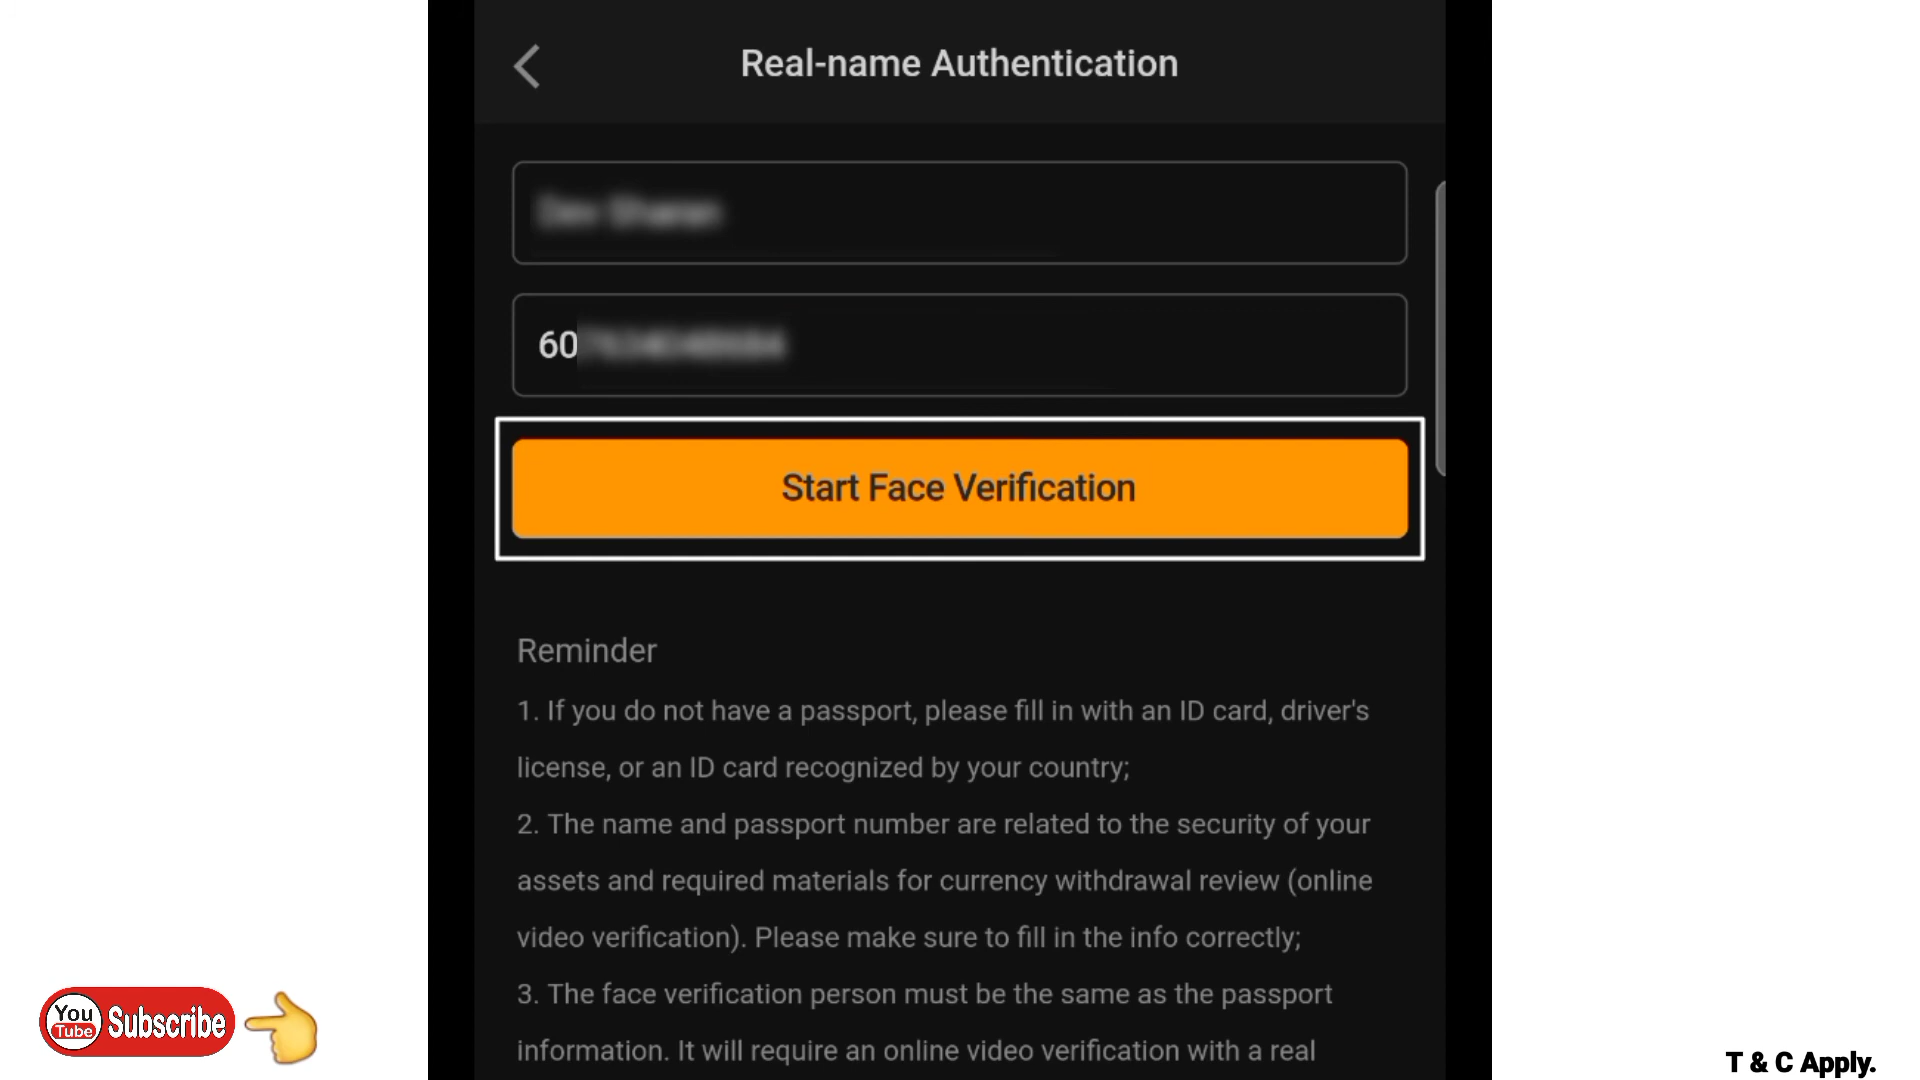 Real-name Authentication
60
Start Face Verification
Reminder
1. If you do not have a passport, please fill in with an ID card, driver's
license, or an ID card recognized by your country;
2. The name and passport number are related to the security of your
assets and required materials for currency withdrawal review (online
video verification). Please make sure to fill in the info correctly;
3. The face verification person must be the same as the passport
information. It will require an online video verification with a real
You
Tube
Subscribe
T & C Apply.